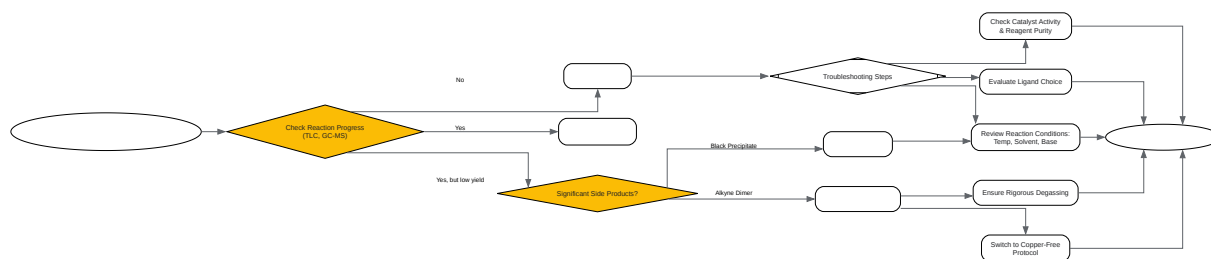 Check Catalyst Activity
& Reagent Purity
No
Troubleshooting Steps
Evaluate Ligand Choice
Check Reaction Progress
(TLC, GC-MS)
Yes
Review Reaction Conditions:
Temp, Solvent, Base
Black Precipitate
Yes, but low yield
Significant Side Products?
Alkyne Dimer
Ensure Rigorous Degassing
Switch to Copper-Free
Protocol